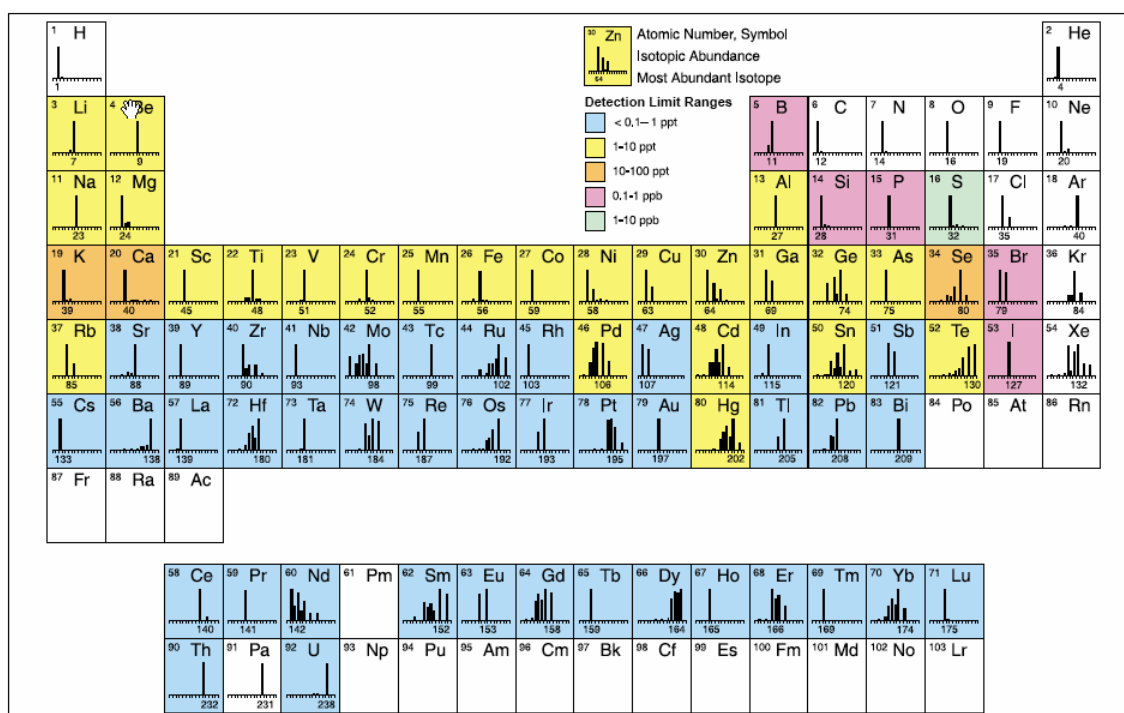 1 H
1
30 Zn
64
Atomic Number, Symbol
Isotopic Abundance
Most Abundant Isotope
2 He
4
Detection Limit Ranges
< 0.1–1 ppt
1-10 ppt
10-100 ppt
0.1-1 ppb
1-10 ppb
3 Li 4 Be 5 B 6 C 7 N 8 O 9 F 10 Ne
7 9 11 12 14 16 19 20
11 Na 12 Mg 13 Al 14 Si 15 P 16 S 17 Cl 18 Ar
23 24 27 28 31 32 35 40
19 K 20 Ca 21 Sc 22 Ti 23 V 24 Cr 25 Mn 26 Fe 27 Co 28 Ni 29 Cu 30 Zn 31 Ga 32 Ge 33 As 34 Se 35 Br 36 Kr
39 40 45 48 51 52 55 56 59 58 63 64 69 74 75 80 79 84
37 Rb 38 Sr 39 Y 40 Zr 41 Nb 42 Mo 43 Tc 44 Ru 45 Rh 46 Pd 47 Ag 48 Cd 49 In 50 Sn 51 Sb 52 Te 53 I 54 Xe
85 88 89 90 93 98 99 102 103 106 107 114 115 120 121 130 127 132
55 Cs 56 Ba 57 La 72 Hf 73 Ta 74 W 75 Re 76 Os 77 Ir 78 Pt 79 Au 80 Hg 81 Tl 82 Pb 83 Bi 84 Po 85 At 86 Rn
133 138 139 180 181 184 187 192 193 195 197 202 205 208 209
87 Fr 88 Ra 89 Ac
58 Ce 59 Pr 60 Nd 61 Pm 62 Sm 63 Eu 64 Gd 65 Tb 66 Dy 67 Ho 68 Er 69 Tm 70 Yb 71 Lu
140 141 142 152 153 158 159 164 165 166 169 174 175
90 Th 91 Pa 92 U 93 Np 94 Pu 95 Am 96 Cm 97 Bk 98 Cf 99 Es 100 Fm 101 Md 102 No 103 Lr
232 231 238